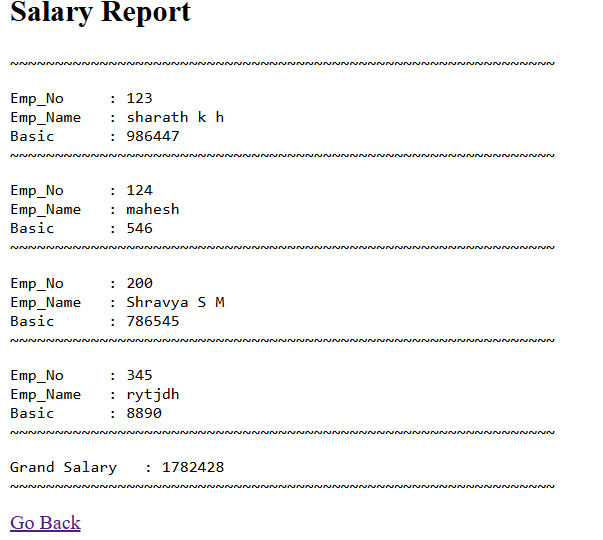 Salary Report
~~~~~~~~~~~~~~~~~~~~~~~~~~~~~~~~~~~~~~~~~~~~~~~~~~~~~~~~~~~~~
Emp_No     : 123
Emp_Name   : sharath k h
Basic      : 986447
~~~~~~~~~~~~~~~~~~~~~~~~~~~~~~~~~~~~~~~~~~~~~~~~~~~~~~~~~~~~~
Emp_No     : 124
Emp_Name   : mahesh
Basic      : 546
~~~~~~~~~~~~~~~~~~~~~~~~~~~~~~~~~~~~~~~~~~~~~~~~~~~~~~~~~~~~~
Emp_No     : 200
Emp_Name   : Shravya S M
Basic      : 786545
~~~~~~~~~~~~~~~~~~~~~~~~~~~~~~~~~~~~~~~~~~~~~~~~~~~~~~~~~~~~~
Emp_No     : 345
Emp_Name   : rytjdh
Basic      : 8890
~~~~~~~~~~~~~~~~~~~~~~~~~~~~~~~~~~~~~~~~~~~~~~~~~~~~~~~~~~~~~
Grand Salary   : 1782428
~~~~~~~~~~~~~~~~~~~~~~~~~~~~~~~~~~~~~~~~~~~~~~~~~~~~~~~~~~~~~
Go Back